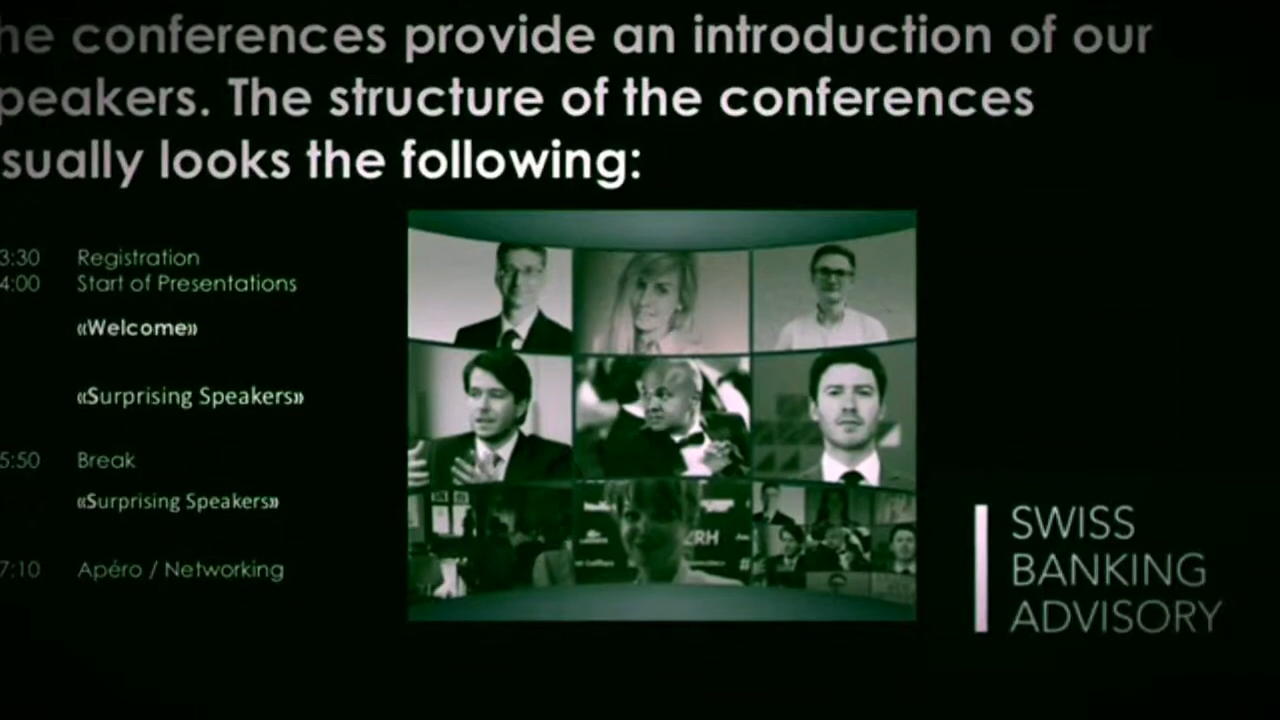 he conferences provide an introduction of our
peakers. The structure of the conferences
sually looks the following:
3:30 Registration
4:00 Start of Presentations
«Welcome»
«Surprising Speakers»
5:50 Break
«Surprising Speakers»
7:10 Apéro / Networking
RH
SWISS
BANKING
ADVISORY